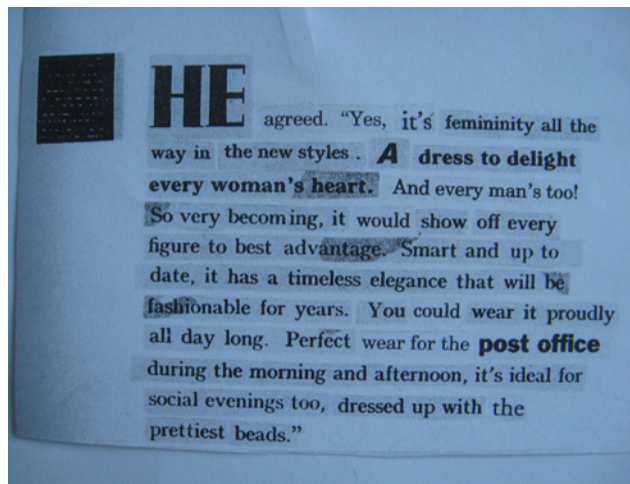 HE agreed. "Yes, it's femininity all the
way in the new styles. A dress to delight
every woman's heart. And every man's too!
So very becoming, it would show off every
figure to best advantage. Smart and up to
date, it has a timeless elegance that will be
fashionable for years. You could wear it proudly
all day long. Perfect wear for the post office
during the morning and afternoon, it's ideal for
social evenings too, dressed up with the
prettiest beads."